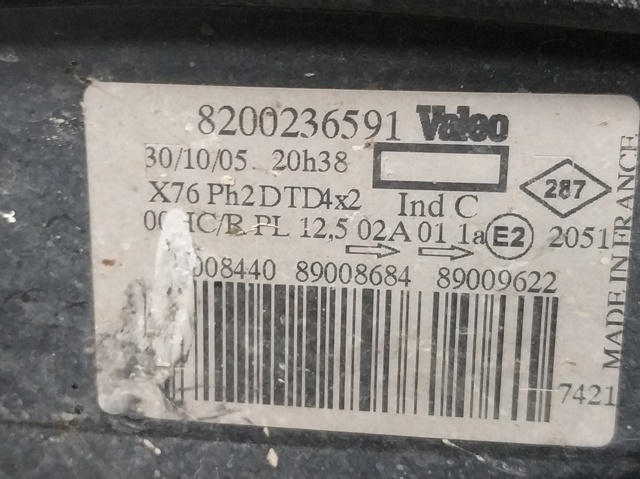 8200236591 Valeo
30/10/05 20h38
X76 Ph2 DTD4x2 Ind C 287
HC/R PL 12,5 02A 01 1a E2 2051
008440 89008684 89009622
7421
MADE IN FRANCE